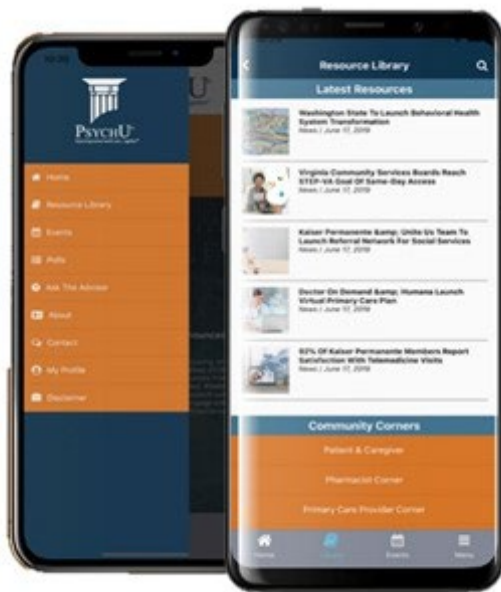 PSYCHU
Home
Resource Library
Events
Polls
Ask The Advisor
About
Contact
My Profile
Disclaimer
Resource Library
Latest Resources
Washington State To Launch Behavioral Health
System Transformation
News / June 17, 2019
Virginia Community Services Boards Reach
STEP-VA Goal Of Same-Day Access
News / June 17, 2019
Kaiser Permanente &amp; Unite Us Team To
Launch Referral Network For Social Services
News / June 17, 2019
Doctor On Demand &amp; Humana Launch
Virtual Primary Care Plan
News / June 17, 2019
92% Of Kaiser Permanente Members Report
Satisfaction With Telemedicine Visits
News / June 17, 2019
Community Corners
Patient & Caregiver
Pharmacist Corner
Primary Care Provider Corner
Home
Library
Events
Menu